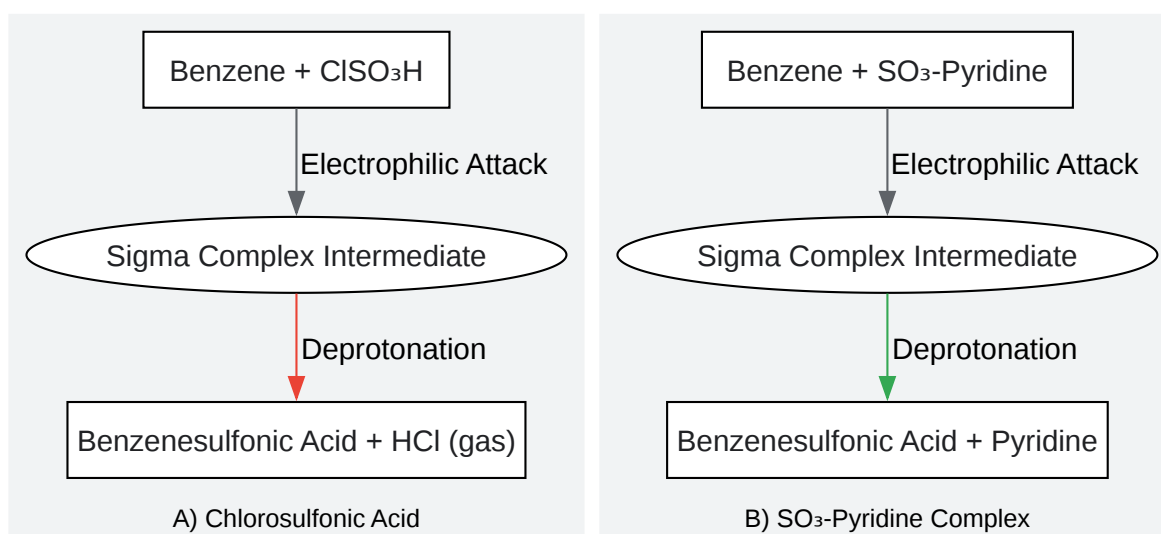 Benzene + ClSO₃H
Electrophilic Attack
Sigma Complex Intermediate
Deprotonation
Benzenesulfonic Acid + HCl (gas)
A) Chlorosulfonic Acid
Benzene + SO₃-Pyridine
Electrophilic Attack
Sigma Complex Intermediate
Deprotonation
Benzenesulfonic Acid + Pyridine
B) SO₃-Pyridine Complex